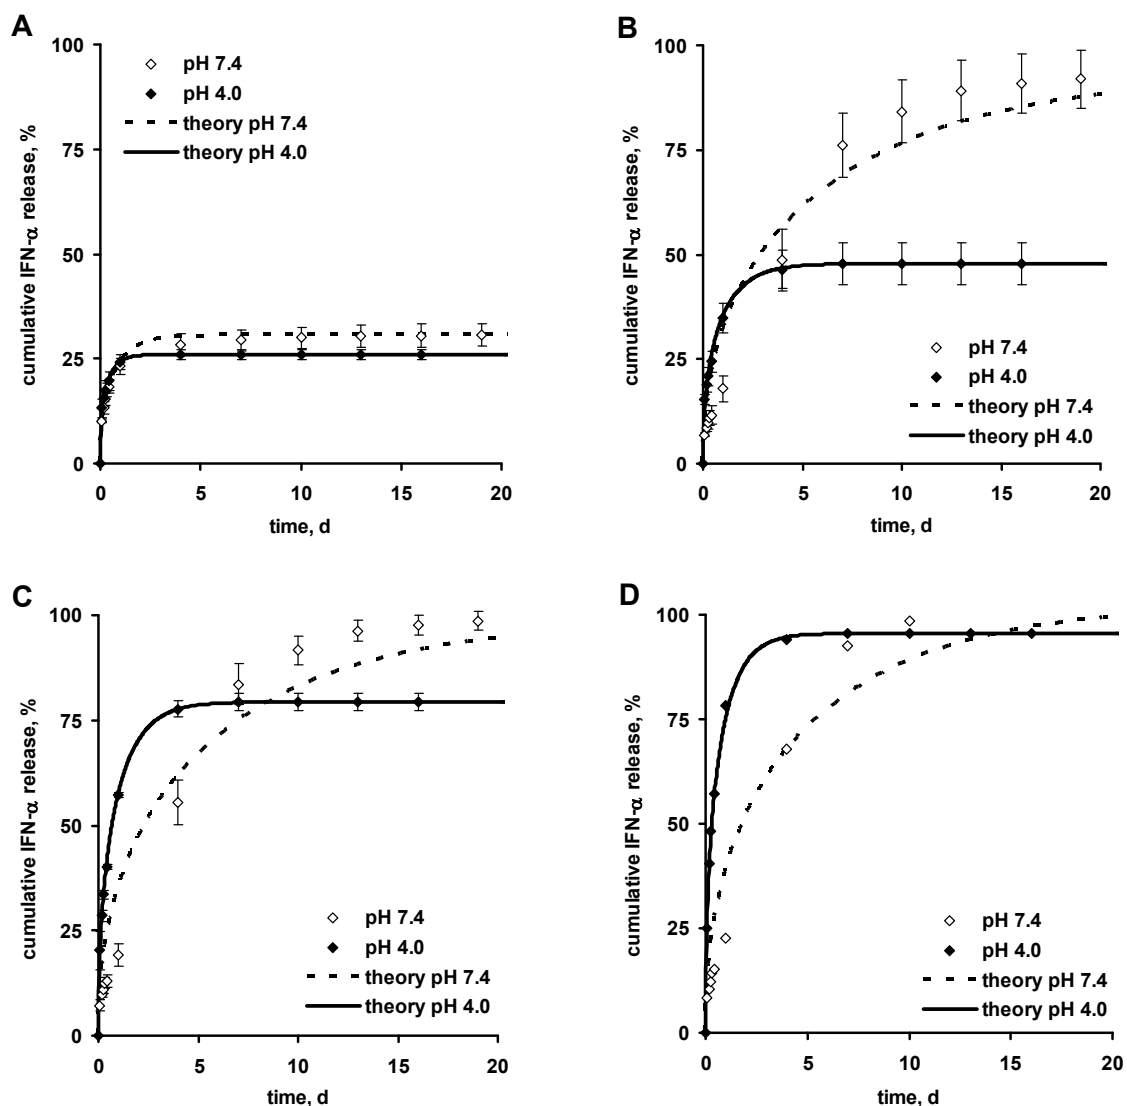 A
100
75
50
25
0
cumulative IFN-α release, %
pH 7.4
pH 4.0
theory pH 7.4
theory pH 4.0
0 5 10 15 20
time, d
B
100
75
50
25
0
cumulative IFN-α release, %
pH 7.4
pH 4.0
theory pH 7.4
theory pH 4.0
0 5 10 15 20
time, d
C
100
75
50
25
0
cumulative IFN-α release, %
pH 7.4
pH 4.0
theory pH 7.4
theory pH 4.0
0 5 10 15 20
time, d
D
100
75
50
25
0
cumulative IFN-α release, %
pH 7.4
pH 4.0
theory pH 7.4
theory pH 4.0
0 5 10 15 20
time, d